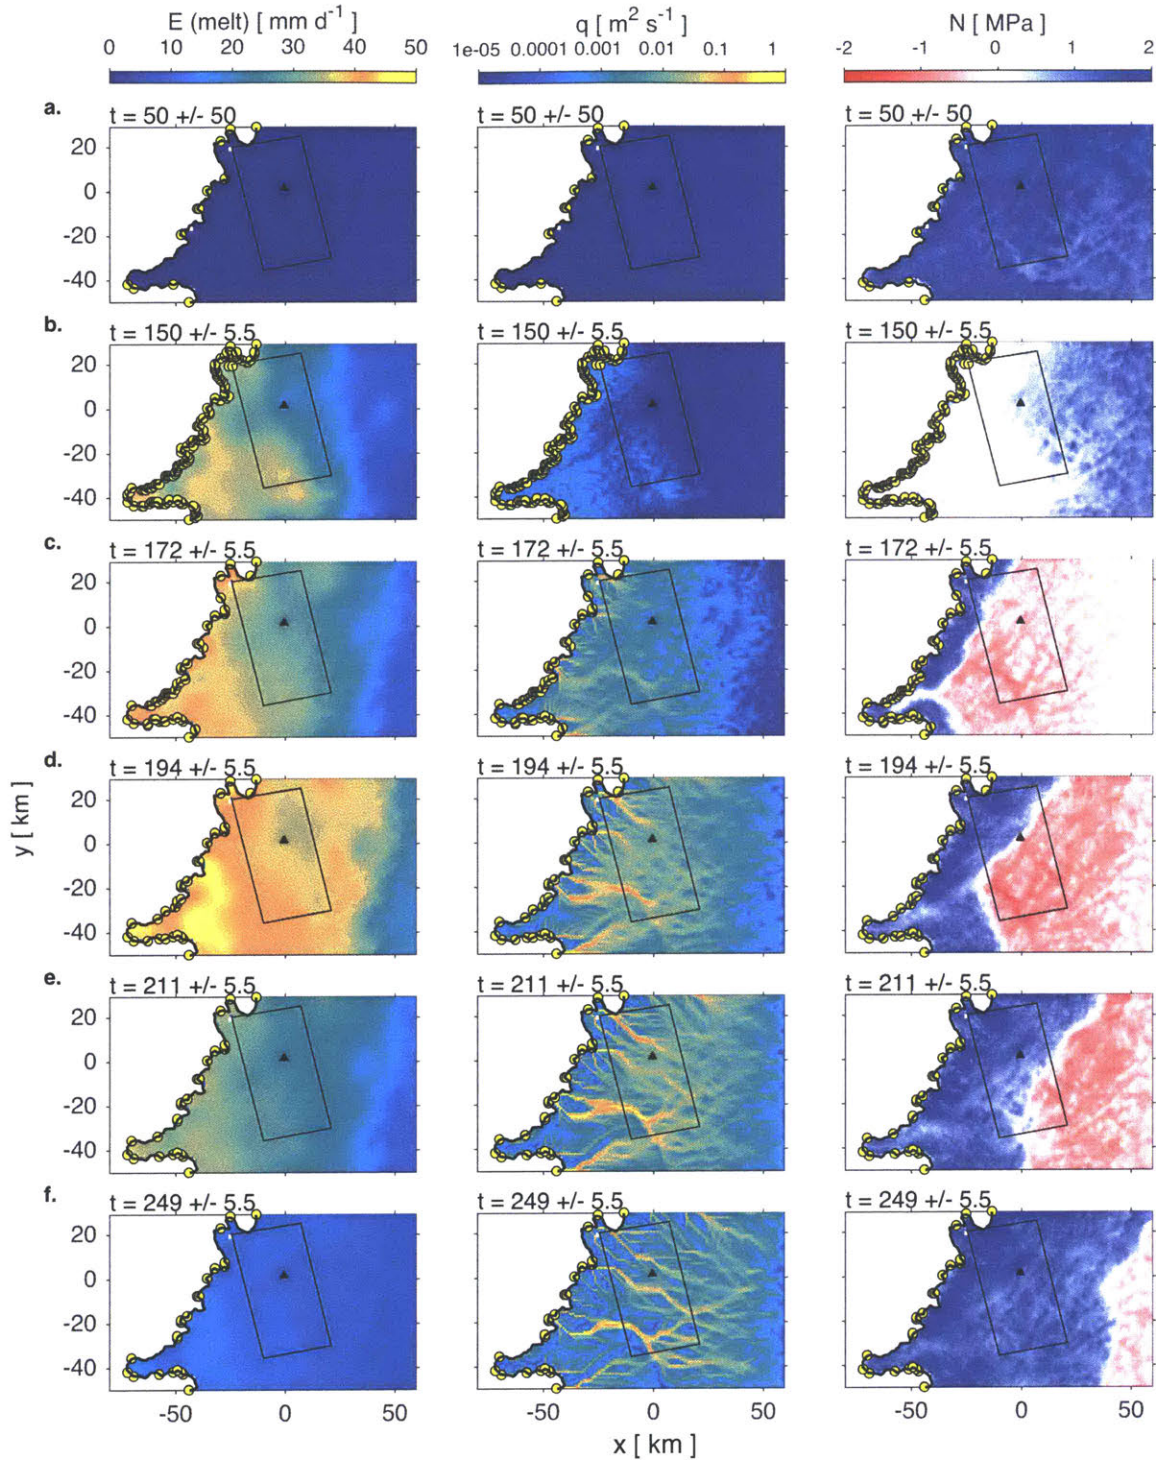 E (melt) [ mm d⁻¹ ]
q [ m² s⁻¹ ]
N [ MPa ]
0 10 20 30 40 50
1e-05 0.0001 0.001 0.01 0.1 1
-2 -1 0 1 2
a.
t = 50 +/- 50
t = 50 +/- 50
t = 50 +/- 50
20
0
-20
-40
b.
t = 150 +/- 5.5
t = 150 +/- 5.5
t = 150 +/- 5.5
20
0
-20
-40
c.
t = 172 +/- 5.5
t = 172 +/- 5.5
t = 172 +/- 5.5
20
0
-20
-40
d.
t = 194 +/- 5.5
t = 194 +/- 5.5
t = 194 +/- 5.5
20
0
-20
-40
y [ km ]
e.
t = 211 +/- 5.5
t = 211 +/- 5.5
t = 211 +/- 5.5
20
0
-20
-40
f.
t = 249 +/- 5.5
t = 249 +/- 5.5
t = 249 +/- 5.5
20
0
-20
-40
-50 0 50
-50 0 50
-50 0 50
x [ km ]